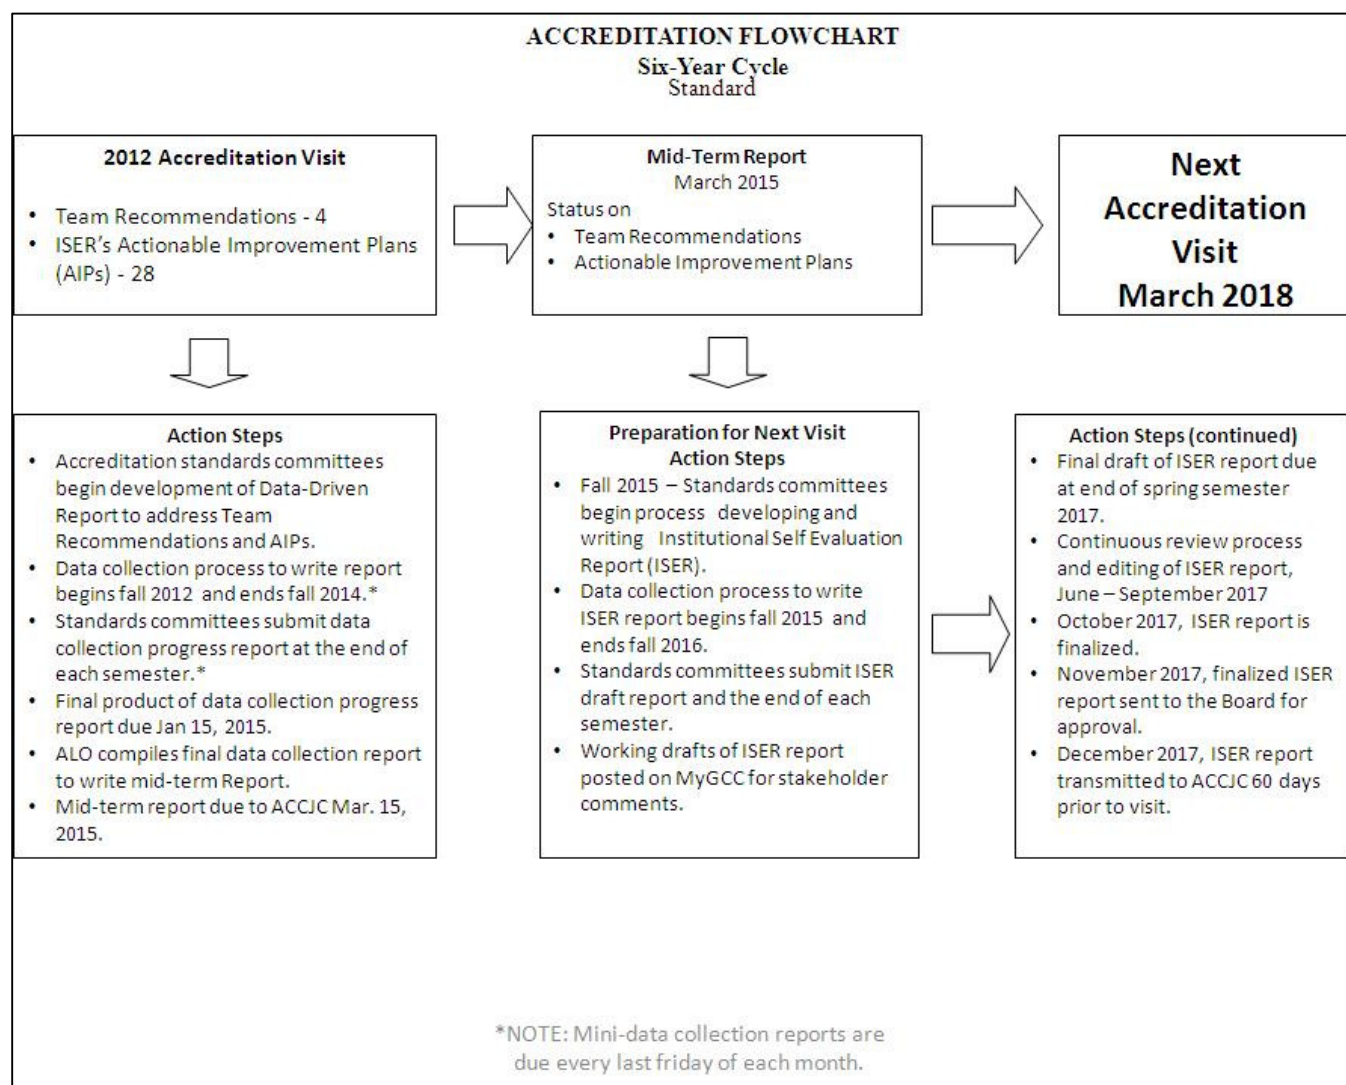 ACCREDITATION FLOWCHART
Six-Year Cycle
Standard
2012 Accreditation Visit
• Team Recommendations - 4
• ISER's Actionable Improvement Plans
(AIPs) - 28
Mid-Term Report
March 2015
Status on
• Team Recommendations
• Actionable Improvement Plans
Next
Accreditation
Visit
March 2018
Action Steps
• Accreditation standards committees
begin development of Data-Driven
Report to address Team
Recommendations and AIPs.
• Data collection process to write report
begins fall 2012 and ends fall 2014.*
• Standards committees submit data
collection progress report at the end of
each semester.*
• Final product of data collection progress
report due Jan 15, 2015.
• ALO compiles final data collection report
to write mid-term Report.
• Mid-term report due to ACCJC Mar. 15,
2015.
Preparation for Next Visit
Action Steps
• Fall 2015 – Standards committees
begin process developing and
writing Institutional Self Evaluation
Report (ISER).
• Data collection process to write
ISER report begins fall 2015 and
ends fall 2016.
• Standards committees submit ISER
draft report and the end of each
semester.
• Working drafts of ISER report
posted on MyGCC for stakeholder
comments.
Action Steps (continued)
• Final draft of ISER report due
at end of spring semester
2017.
• Continuous review process
and editing of ISER report,
June – September 2017
• October 2017, ISER report is
finalized.
• November 2017, finalized ISER
report sent to the Board for
approval.
• December 2017, ISER report
transmitted to ACCJC 60 days
prior to visit.
*NOTE: Mini-data collection reports are
due every last friday of each month.